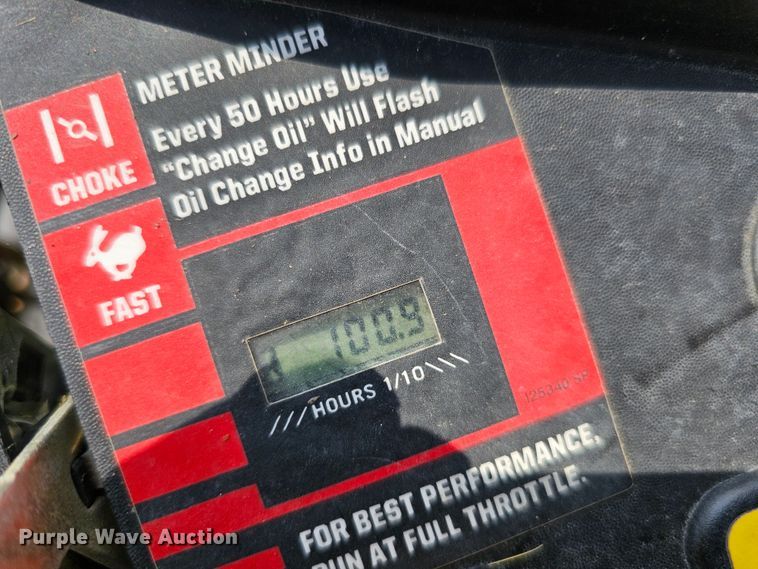 METER MINDER
Every 50 Hours Use
"Change Oil" Will Flash
Oil Change Info in Manual
CHOKE
FAST
100.9
///HOURS 1/10\\\\
FOR BEST PERFORMANCE,
RUN AT FULL THROTTLE.
Purple Wave Auction